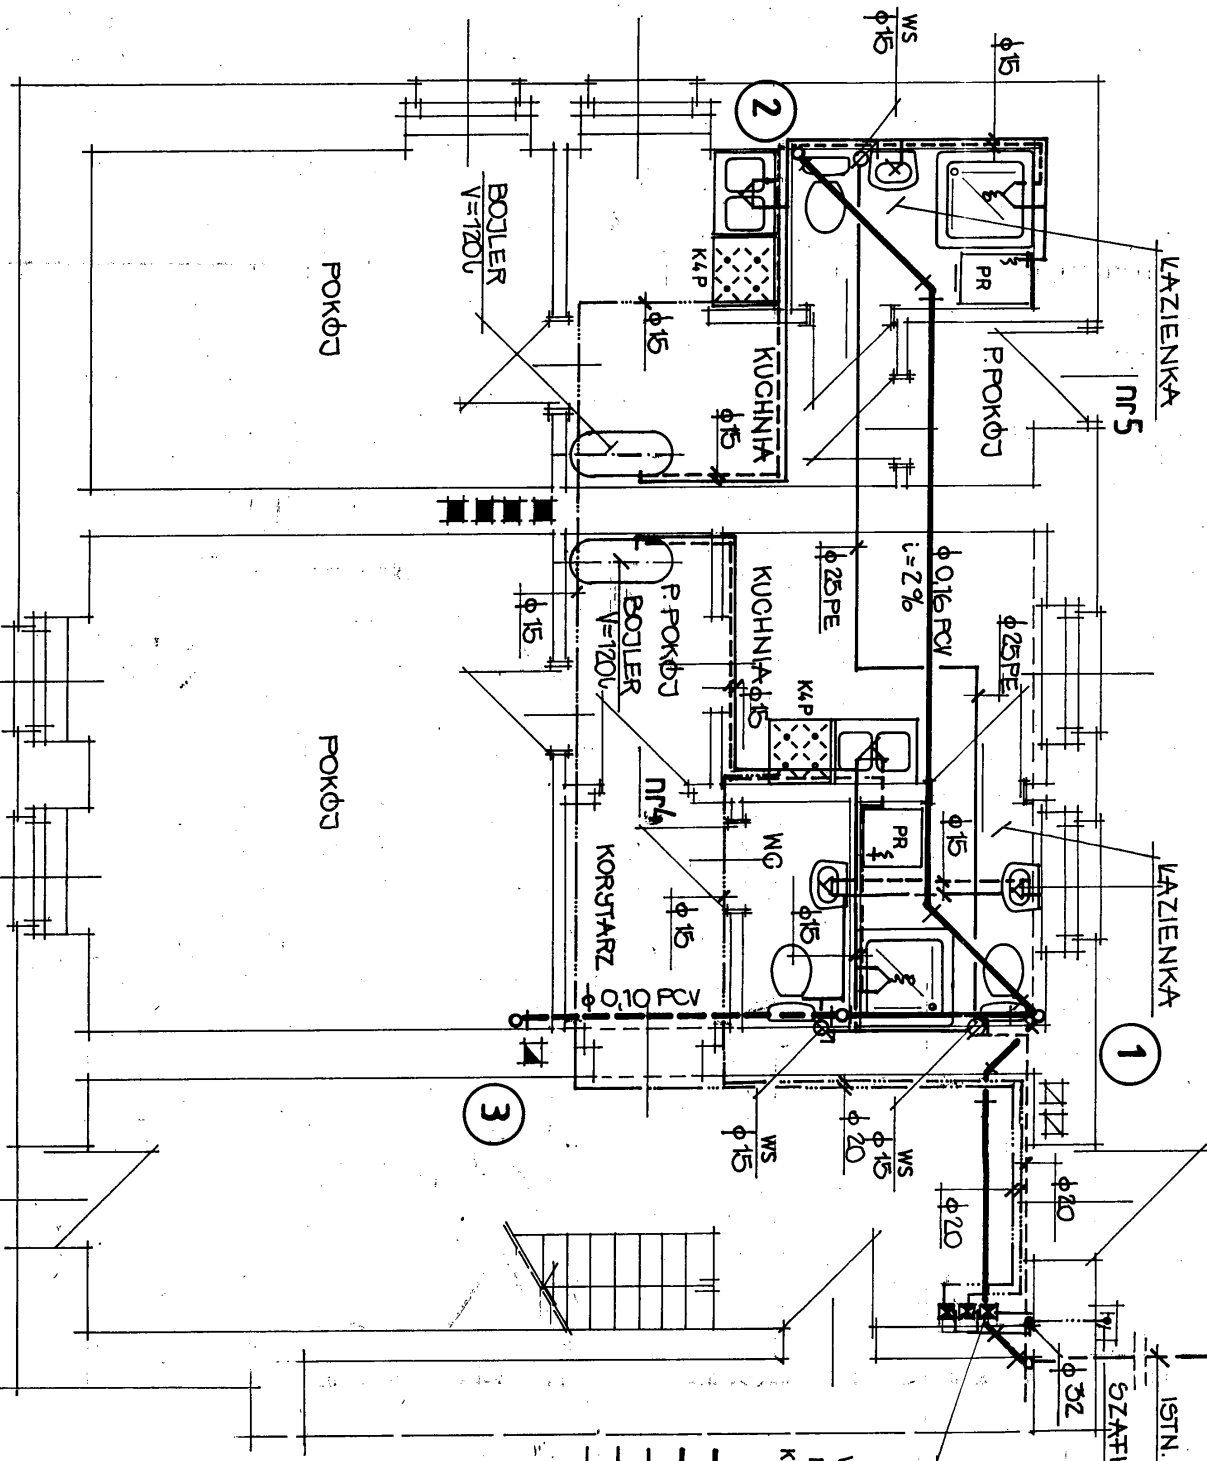 WS
ϕ15
ϕ15
2
ŁAZIENKA
nr5
P.POKÓJ
PR
K4P
BOJLER
V=120l
POKÓJ
ϕ15
KUCHNIA
ϕ15
ϕ25PE
ϕ0,16 PCV
i=2%
ϕ25PE
KUCHNIA
P.POKÓJ
BOJLER
V=120l
ϕ15
ϕ15
K4P
nr4
POKÓJ
KORYTARZ
WC
PR
ϕ15
ŁAZIENKA
ϕ15
ϕ15
ϕ0,10 PCV
1
3
WS
ϕ15
ϕ20
WS
ϕ15
ϕ20
ϕ20
ϕ32
ISTN.